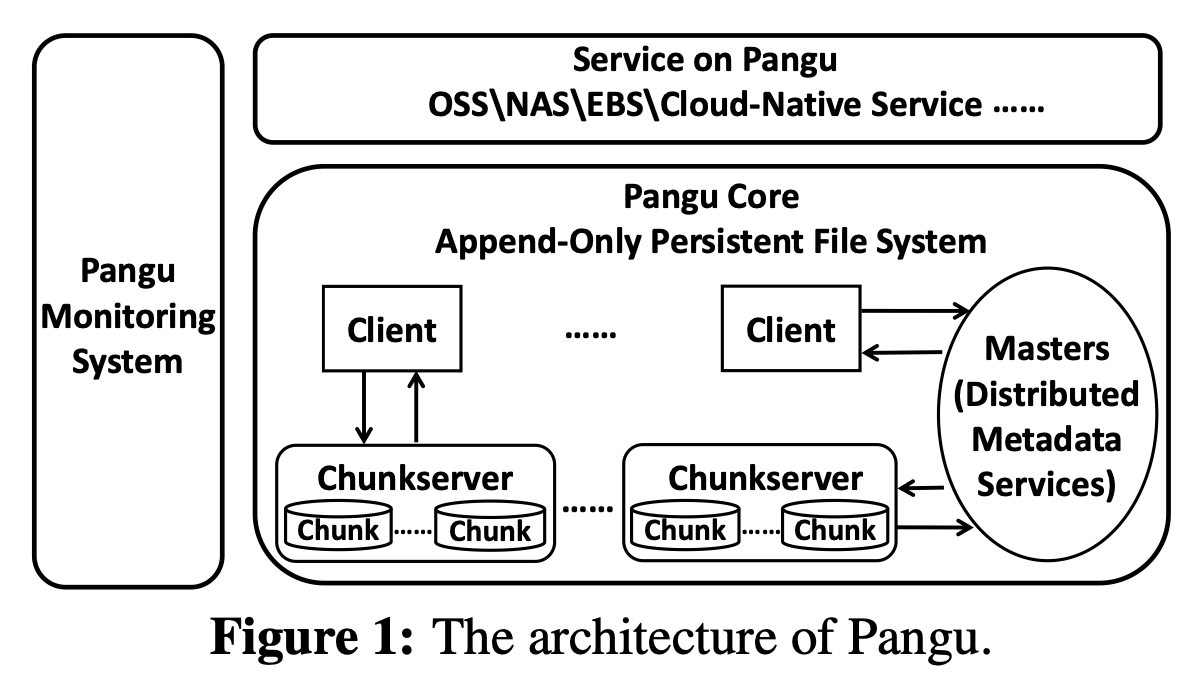 Pangu
Monitoring
System
Service on Pangu
OSS\NAS\EBS\Cloud-Native Service ......
Pangu Core
Append-Only Persistent File System
Client
......
Client
Masters
(Distributed
Metadata
Services)
Chunkserver
Chunk ...... Chunk
......
Chunkserver
Chunk ...... Chunk
Figure 1: The architecture of Pangu.